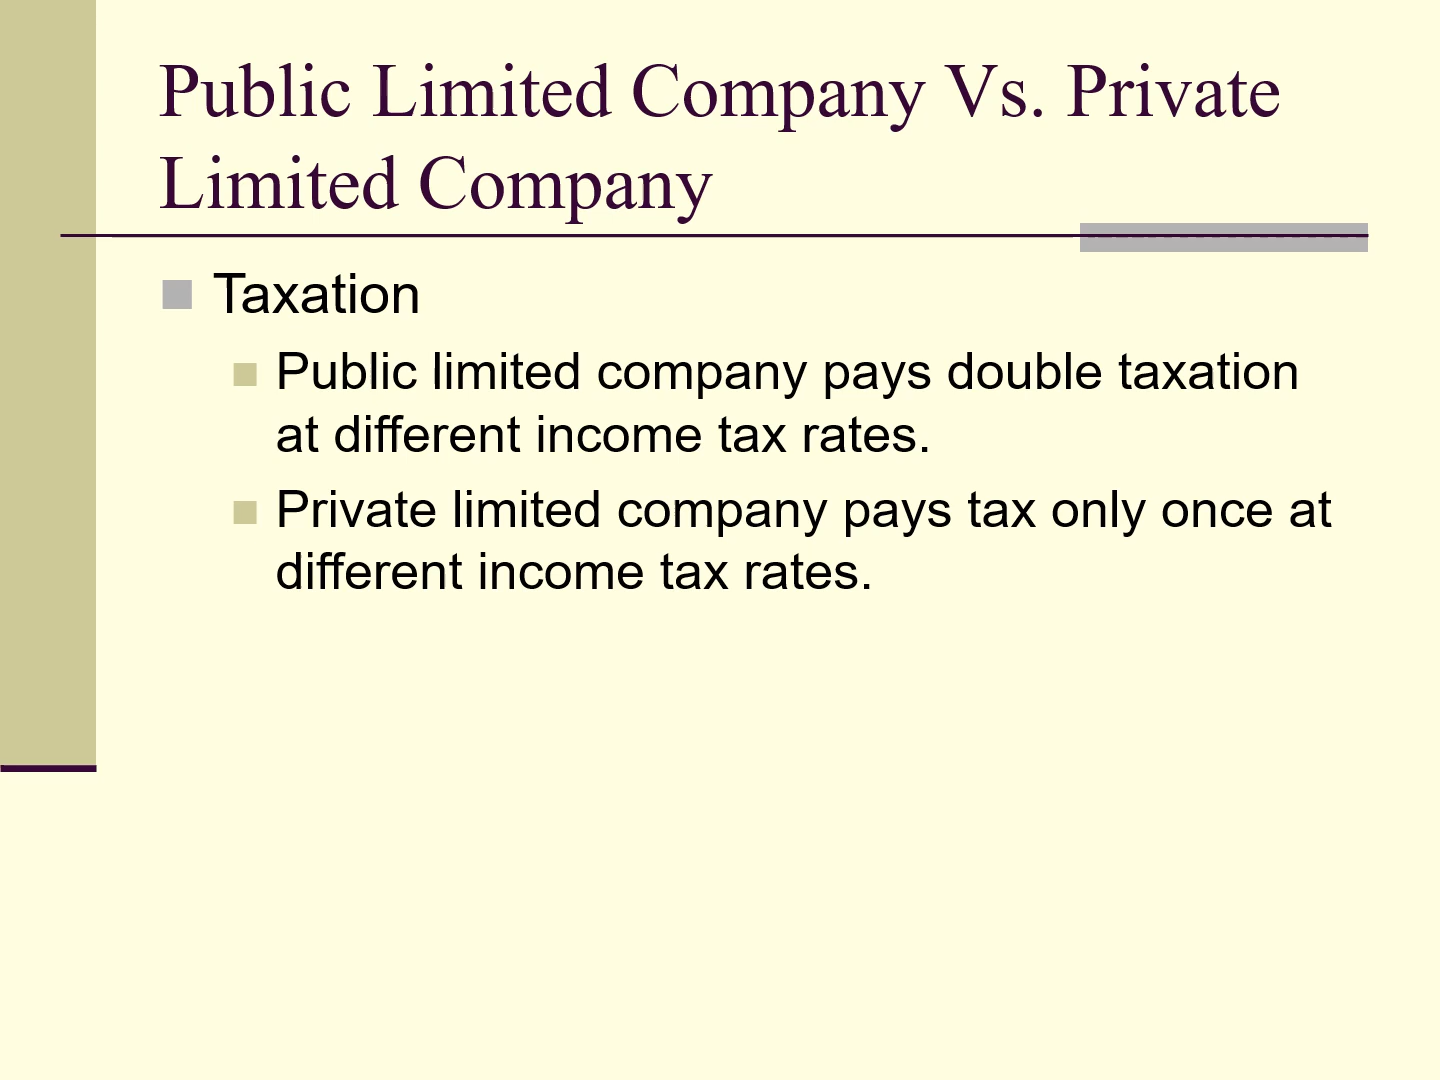 Public Limited Company Vs. Private
Limited Company
Taxation
Public limited company pays double taxation
at different income tax rates.
Private limited company pays tax only once at
different income tax rates.